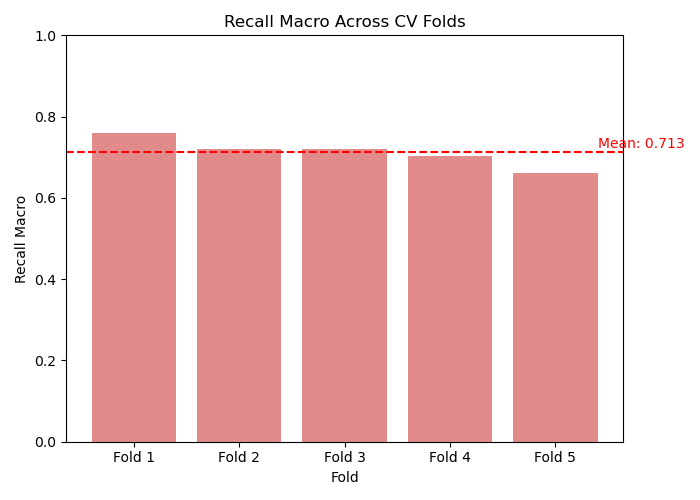 Recall Macro Across CV Folds
1.0
0.8
0.6
0.4
0.2
0.0
Recall Macro
Mean: 0.713
Fold 1 Fold 2 Fold 3 Fold 4 Fold 5
Fold